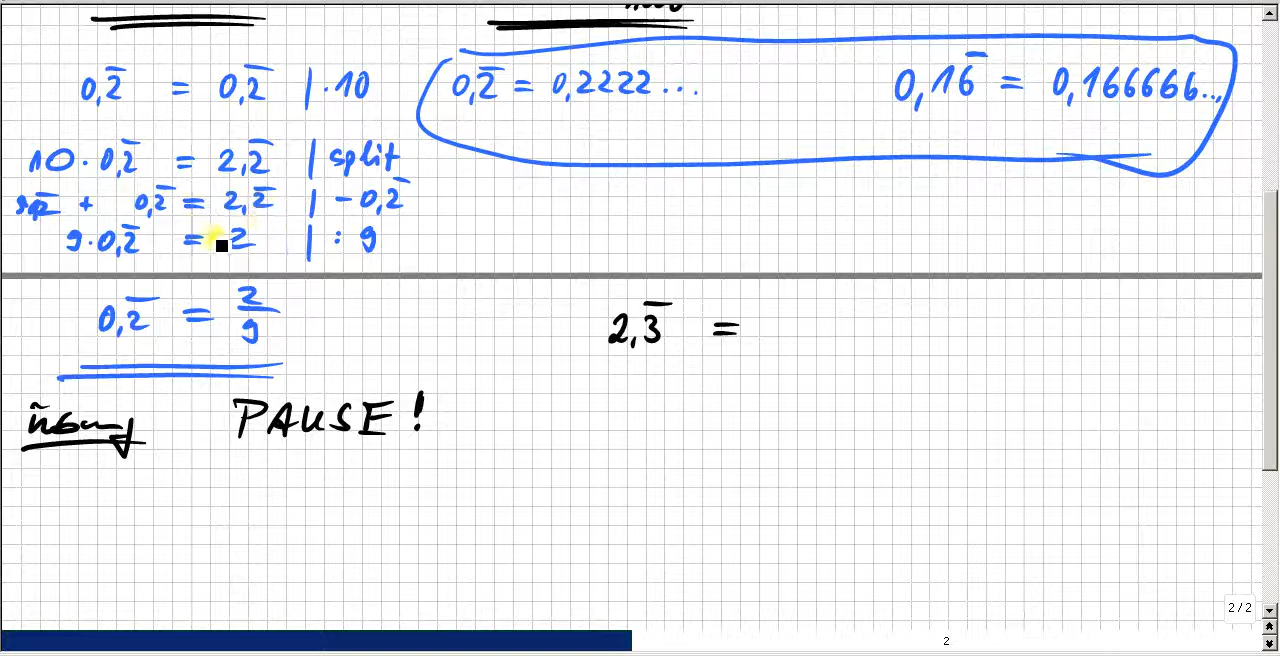 0,2̅ = 0,2̅ | · 10
0,2̅ = 0,2222...
0,16̅ = 0,166666...
10 · 0,2̅ = 2,2̅ | split
+ 0,2̅ = 2,2̅ | - 0,2̅
9 · 0,2̅ = 2 | : 9
0,2̅ = 2/9
2,3̅ =
Übung PAUSE!
2/2
2